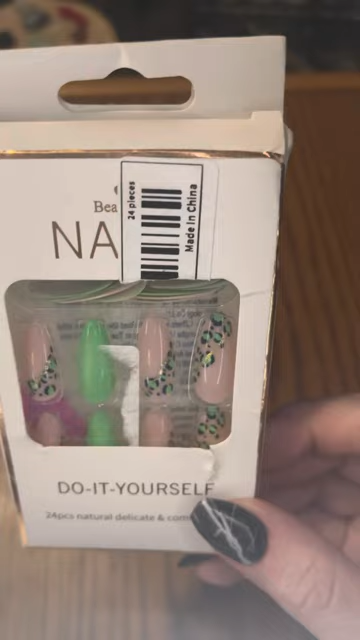 24 pieces
Made in China
Bea
NA
DO-IT-YOURSELF
24pcs natural delicate & com